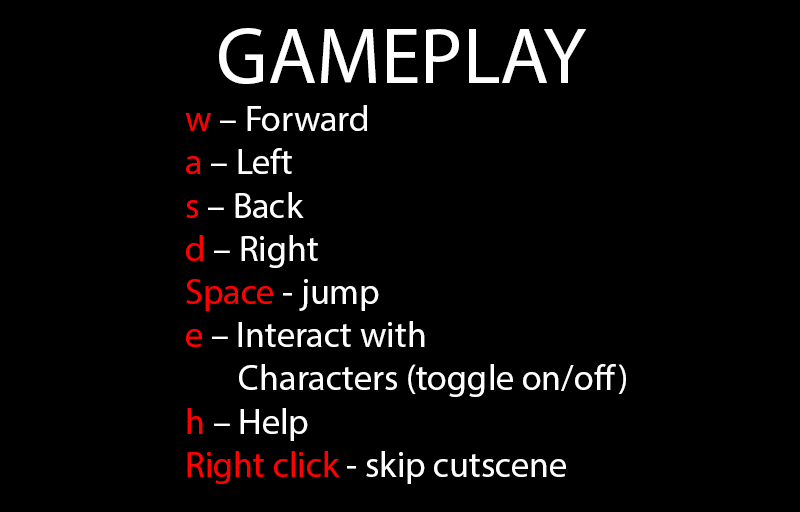 GAMEPLAY
w – Forward
a – Left
s – Back
d – Right
Space - jump
e – Interact with
Characters (toggle on/off)
h – Help
Right click - skip cutscene